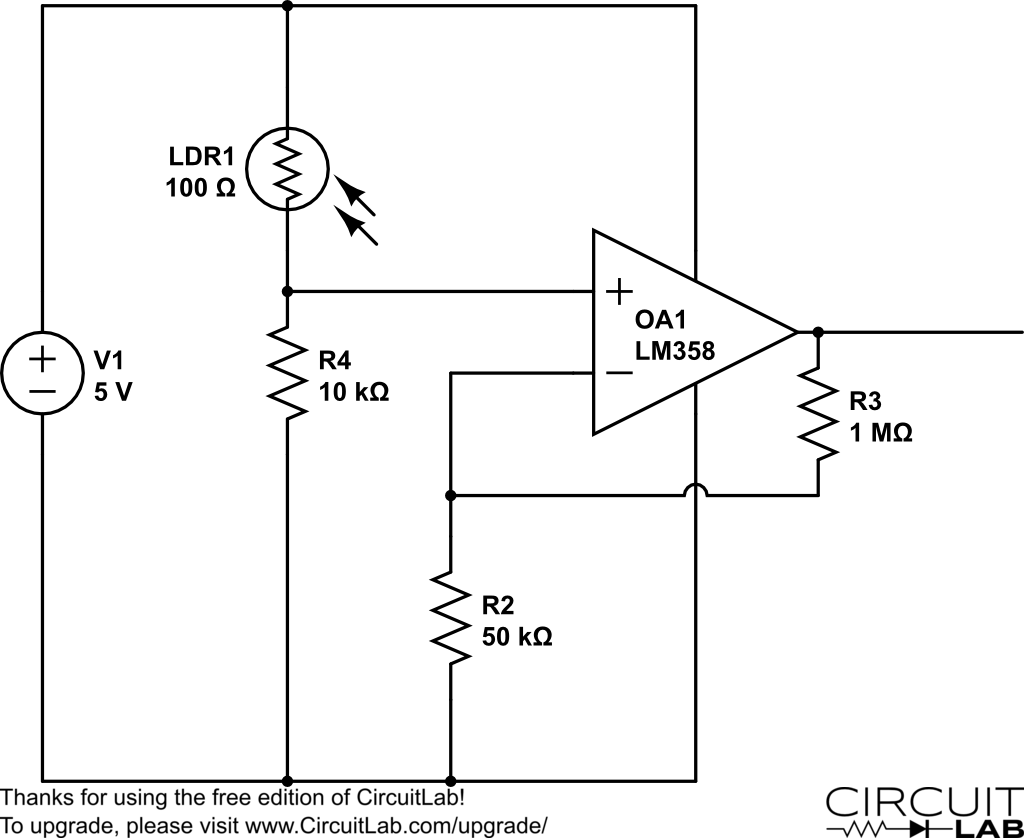 LDR1
100 Ω
+
OA1
LM358
−
+
−
V1
5 V
R4
10 kΩ
R3
1 MΩ
R2
50 kΩ
Thanks for using the free edition of CircuitLab!
To upgrade, please visit www.CircuitLab.com/upgrade/
CIRCUIT
LAB